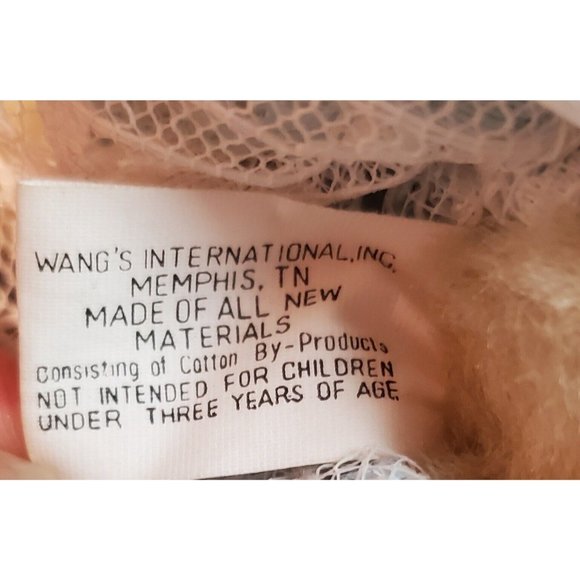 WANG'S INTERNATIONAL, INC.
MEMPHIS, TN
MADE OF ALL NEW
MATERIALS
Consisting of Cotton By-Products
NOT INTENDED FOR CHILDREN
UNDER THREE YEARS OF AGE